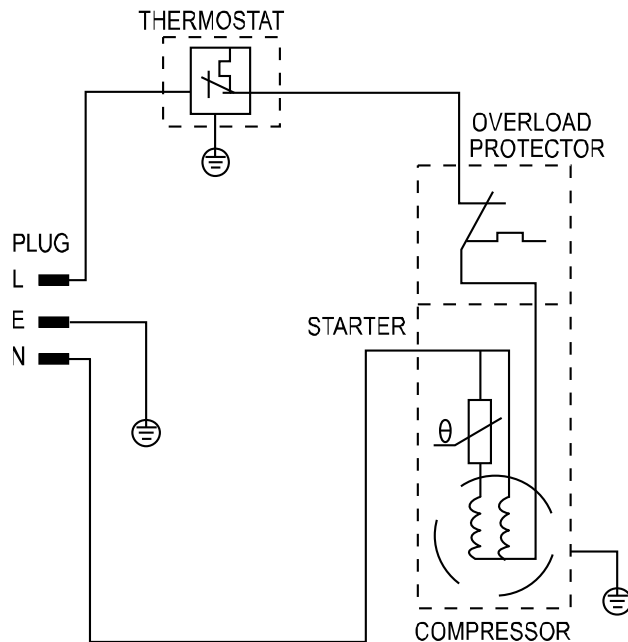 THERMOSTAT
OVERLOAD
PROTECTOR
PLUG
L
E
STARTER
N
θ
COMPRESSOR